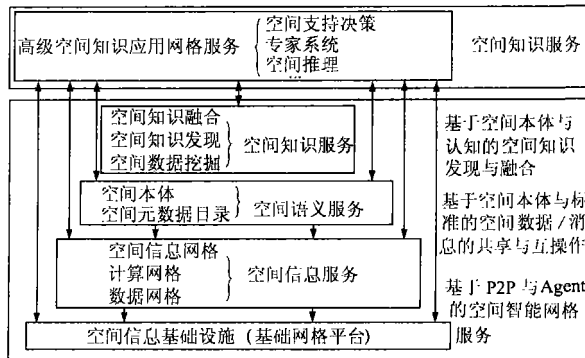 空间支持决策
高级空间知识应用网格服务
专家系统
空间推理
…
空间知识服务
空间知识融合
空间知识发现
空间数据挖掘
空间知识服务
基于空间本体与
认知的空间知识
发现与融合
空间本体
空间元数据目录
空间语义服务
基于空间本体与标
准的空间数据/消
息的共享与互操作
空间信息网格
计算网格
数据网格
空间信息服务
基于 P2P 与 Agent
的空间智能网格
服务
空间信息基础设施 (基础网格平台)